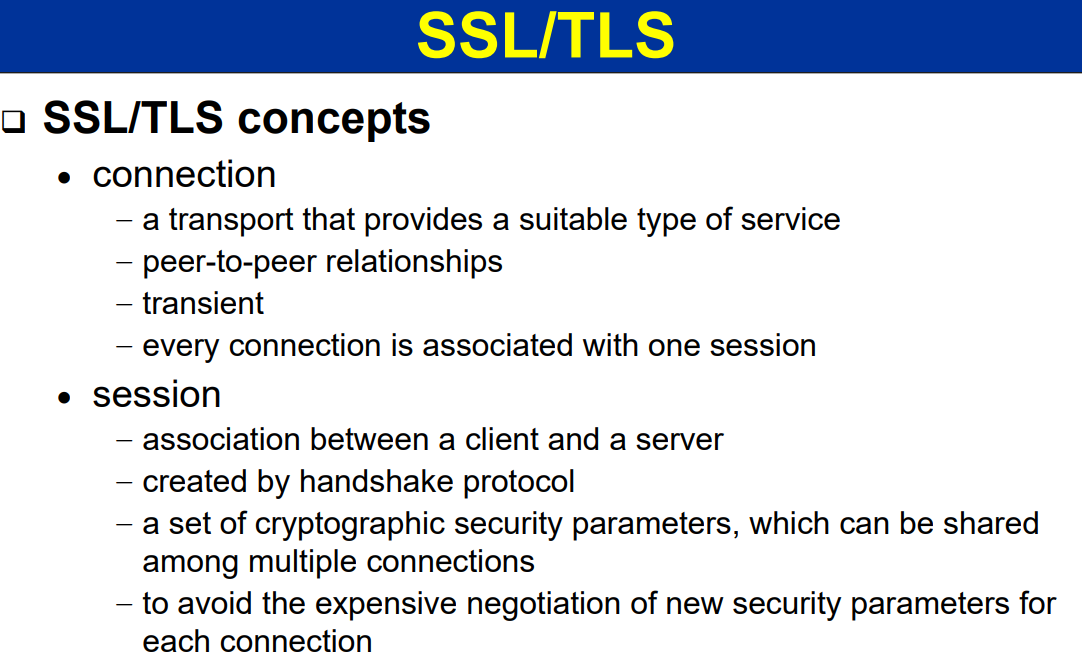 SSL/TLS
❑ SSL/TLS concepts
• connection
– a transport that provides a suitable type of service
– peer-to-peer relationships
– transient
– every connection is associated with one session
• session
– association between a client and a server
– created by handshake protocol
– a set of cryptographic security parameters, which can be shared
among multiple connections
– to avoid the expensive negotiation of new security parameters for
each connection